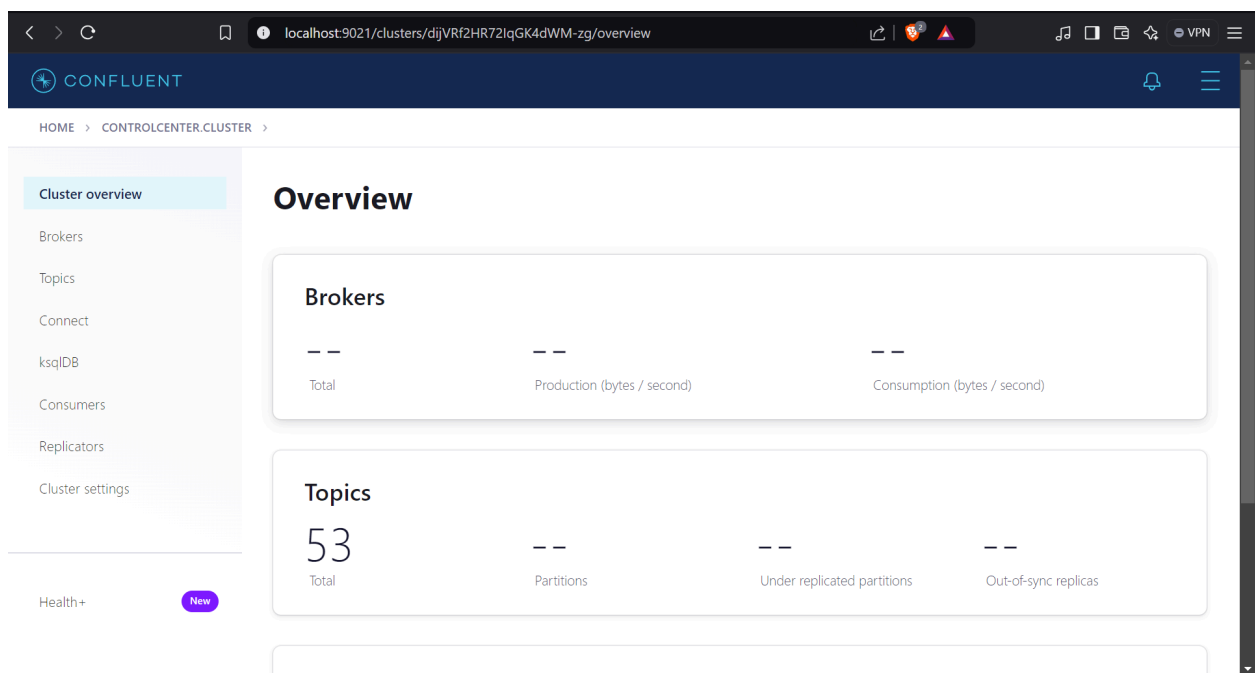 localhost:9021/clusters/dijVRf2HR72IqGK4dWM-zg/overview
2
VPN
CONFLUENT
HOME > CONTROLCENTER.CLUSTER >
Cluster overview
Brokers
Topics
Connect
ksqlDB
Consumers
Replicators
Cluster settings
Health+ New
Overview
Brokers
-- -- --
Total Production (bytes / second) Consumption (bytes / second)
Topics
53 -- -- --
Total Partitions Under replicated partitions Out-of-sync replicas